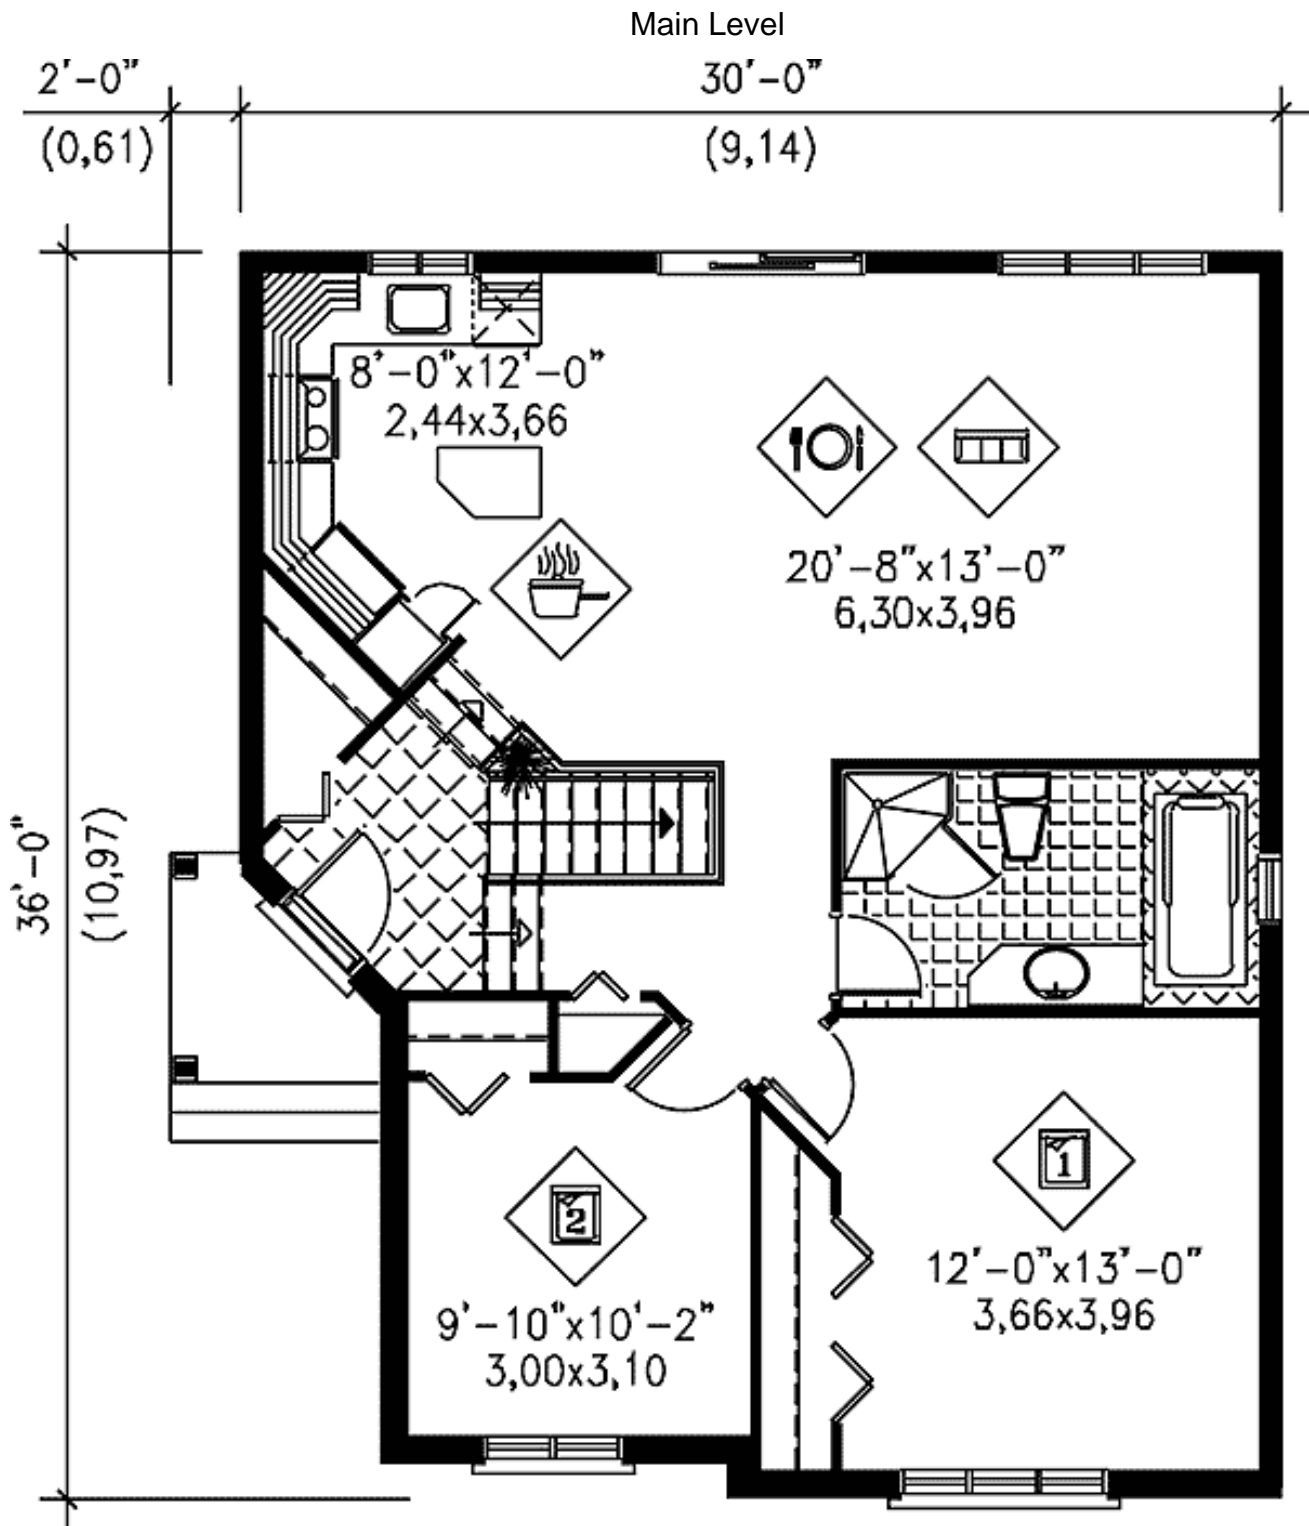 Main Level
2'-0"
30'-0"
(0,61)
(9,14)
8'-0"x12'-0"
2,44x3,66
20'-8"x13'-0"
6,30x3,96
36'-0"
(10,97)
1
2
12'-0"x13'-0"
3,66x3,96
9'-10"x10'-2"
3,00x3,10